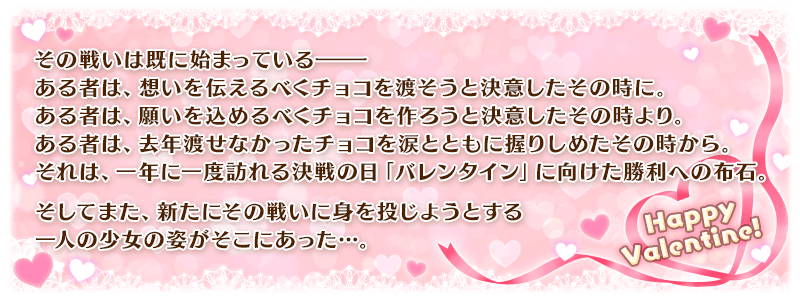 その戦いは既に始まっている――
ある者は、想いを伝えるべくチョコを渡そうと決意したその時に。
ある者は、願いを込めるべくチョコを作ろうと決意したその時より。
ある者は、去年渡せなかったチョコを涙とともに握りしめたその時から。
それは、一年に一度訪れる決戦の日「バレンタイン」に向けた勝利への布石。
そしてまた、新たにその戦いに身を投じようとする
一人の少女の姿がそこにあった…。
Happy
Valentine!